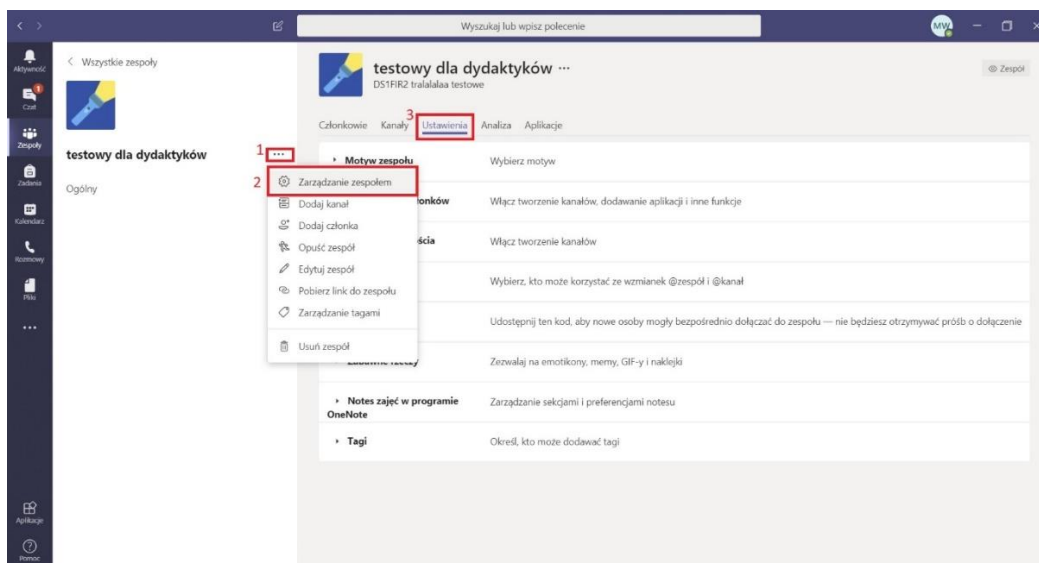 Wyszukaj lub wpisz polecenie
MW
Aktywność
Czat
1
Zespoły
Zadania
Kalendarz
Rozmowy
Pliki
...
Aplikacje
Pomoc
< Wszystkie zespoły
testowy dla dydaktyków
1 ...
Ogólny
2
Zarządzanie zespołem
Dodaj kanał
Dodaj członka
Opuść zespół
Edytuj zespół
Pobierz link do zespołu
Zarządzanie tagami
Usuń zespół
testowy dla dydaktyków ...
DS1FIR2 tralalalaa testowe
Zespół
3
Członkowie Kanały Ustawienia Analiza Aplikacje
Motyw zespołu Wybierz motyw
Włącz tworzenie kanałów, dodawanie aplikacji i inne funkcje
Włącz tworzenie kanałów
Wybierz, kto może korzystać ze wzmianek @zespół i @kanał
Udostępnij ten kod, aby nowe osoby mogły bezpośrednio dołączać do zespołu — nie będziesz otrzymywać próśb o dołączenie
Zezwalaj na emotikony, memy, GIF-y i naklejki
Notes zajęć w programie
OneNote
Zarządzanie sekcjami i preferencjami notesu
Tagi Określ, kto może dodawać tagi